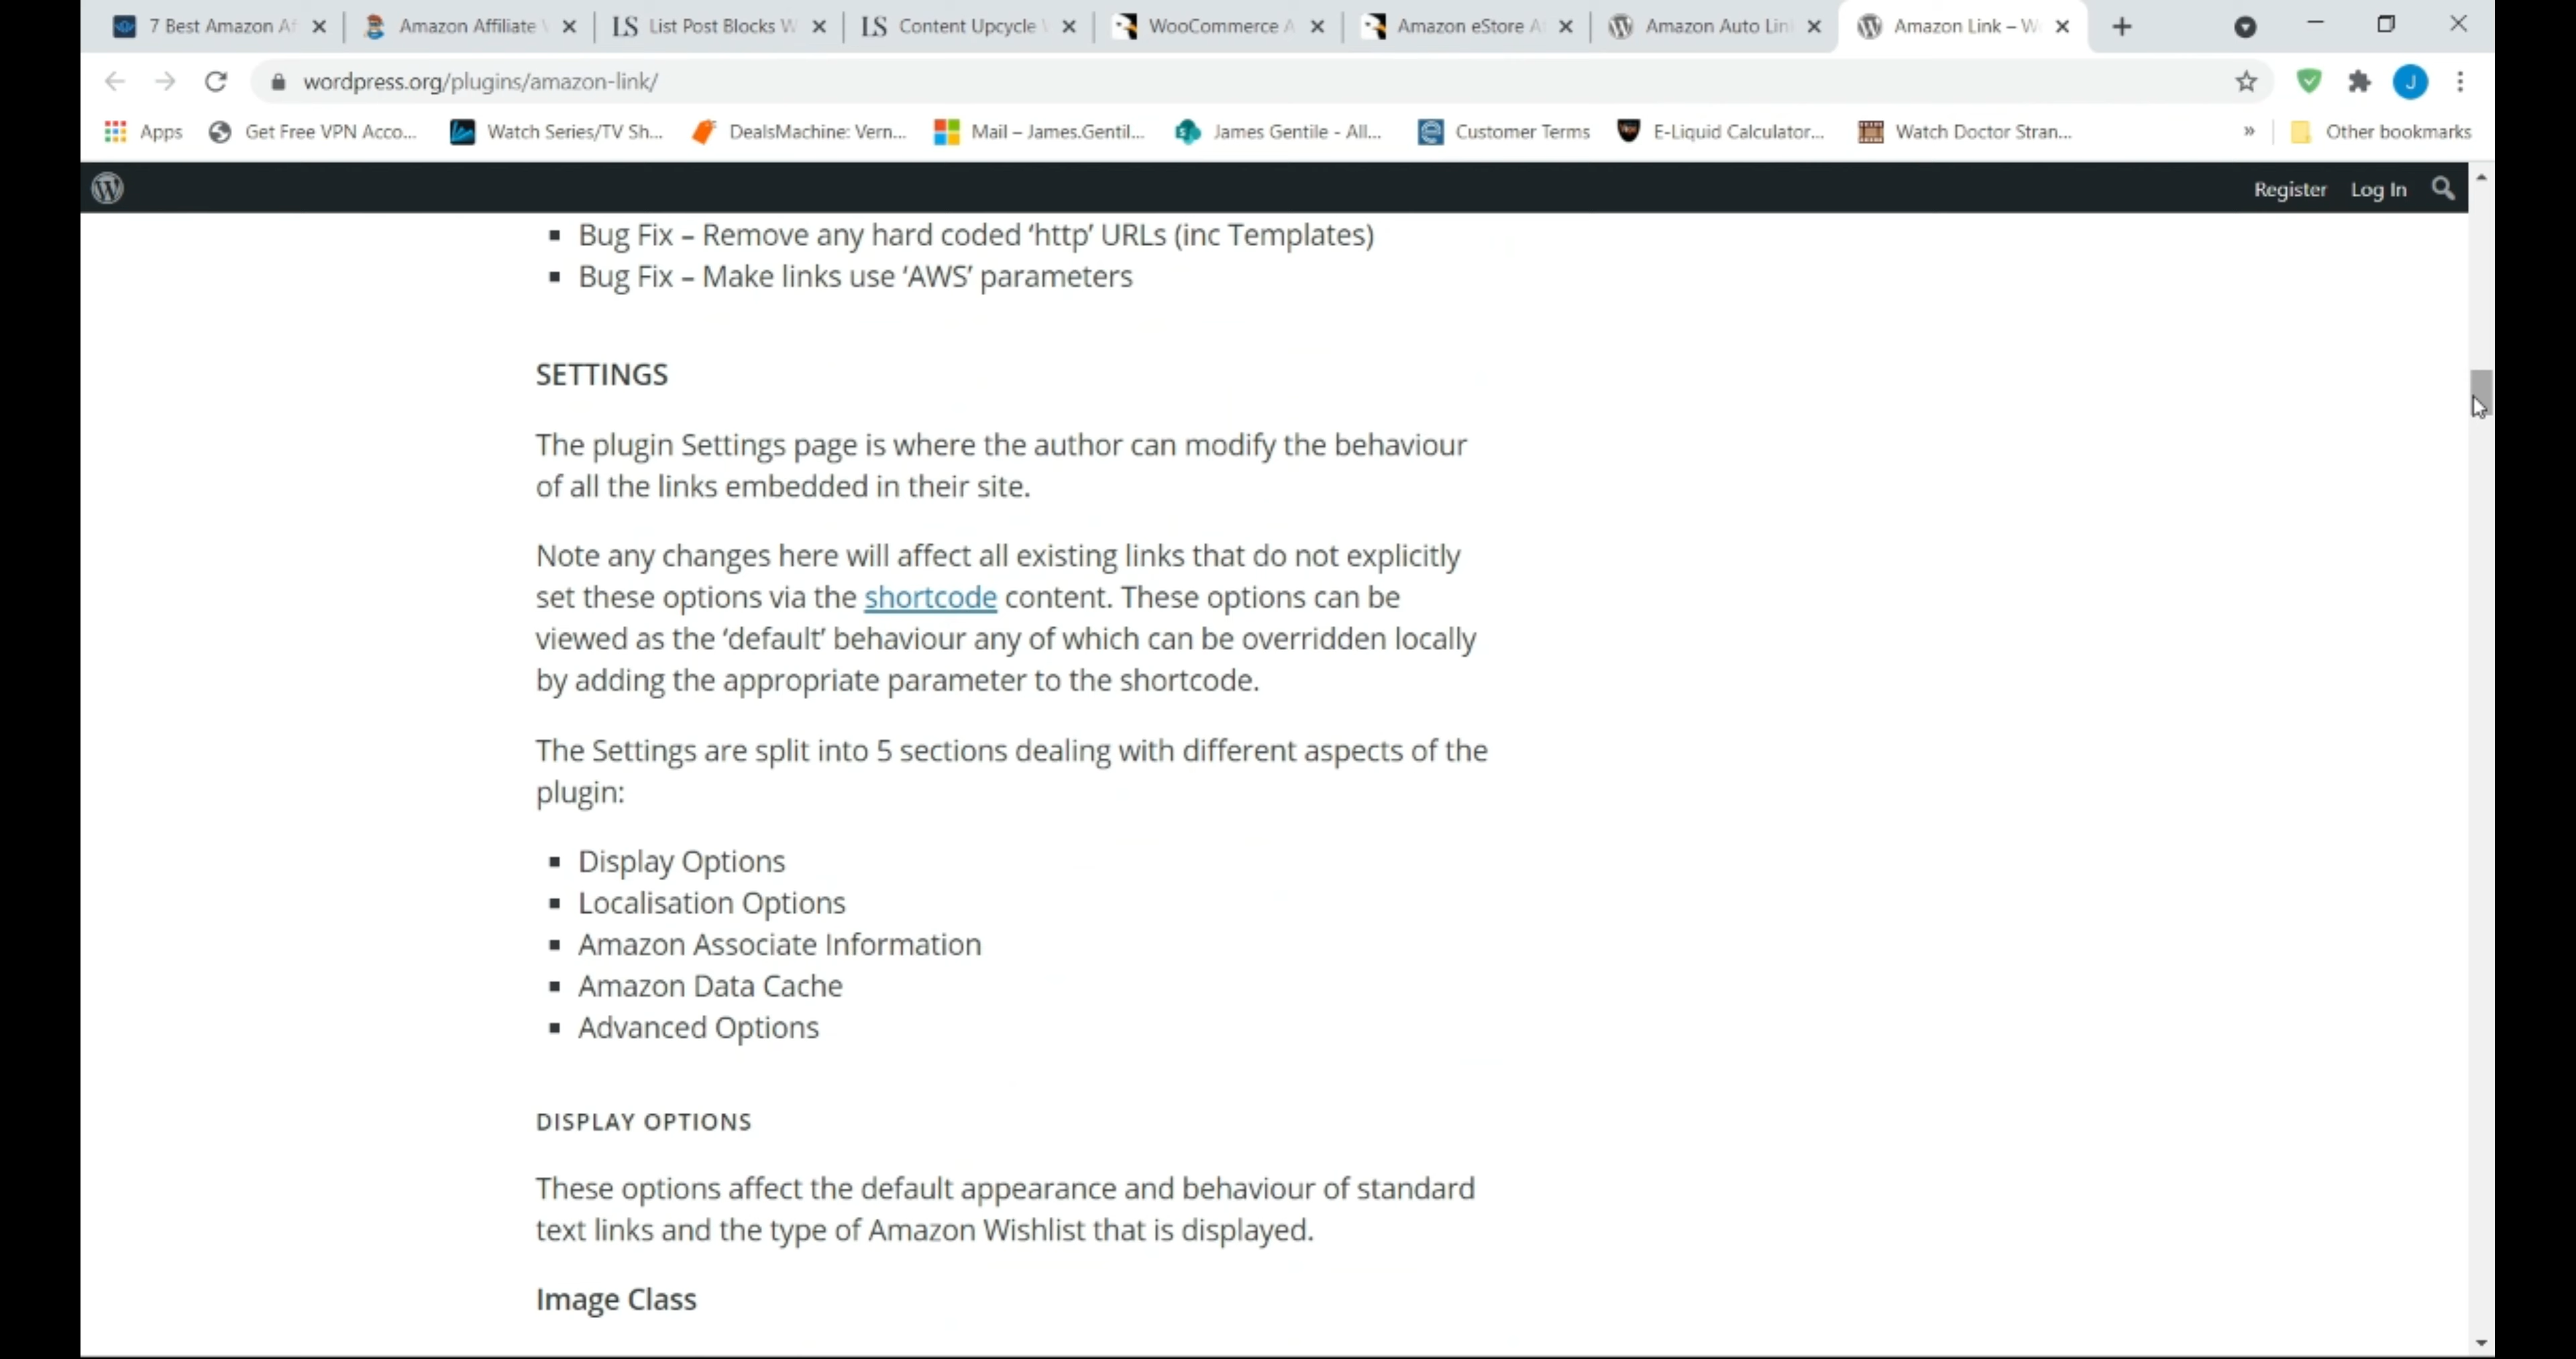 7 Best Amazon Af
Amazon Affiliate
LS List Post Blocks W
LS Content Upcycle
WooCommerce A
Amazon eStore A
Amazon Auto Lin
Amazon Link – W
wordpress.org/plugins/amazon-link/
J
Apps
Get Free VPN Acco...
Watch Series/TV Sh...
DealsMachine: Vern...
Mail – James.Gentil...
James Gentile - All...
Customer Terms
E-Liquid Calculator...
Watch Doctor Stran...
»
Other bookmarks
Register
Log In
▪ Bug Fix – Remove any hard coded ‘http’ URLs (inc Templates)
▪ Bug Fix – Make links use ‘AWS’ parameters
SETTINGS
The plugin Settings page is where the author can modify the behaviour
of all the links embedded in their site.
Note any changes here will affect all existing links that do not explicitly
set these options via the shortcode content. These options can be
viewed as the ‘default’ behaviour any of which can be overridden locally
by adding the appropriate parameter to the shortcode.
The Settings are split into 5 sections dealing with different aspects of the
plugin:
▪ Display Options
▪ Localisation Options
▪ Amazon Associate Information
▪ Amazon Data Cache
▪ Advanced Options
DISPLAY OPTIONS
These options affect the default appearance and behaviour of standard
text links and the type of Amazon Wishlist that is displayed.
Image Class